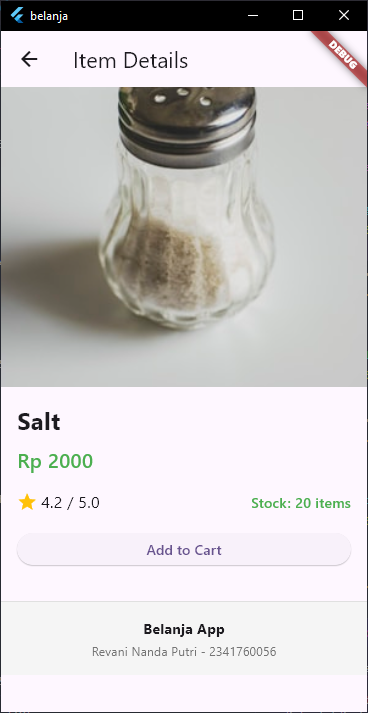 belanja
Item Details
DEBUG
Salt
Rp 2000
4.2 / 5.0
Stock: 20 items
Add to Cart
Belanja App
Revani Nanda Putri - 2341760056